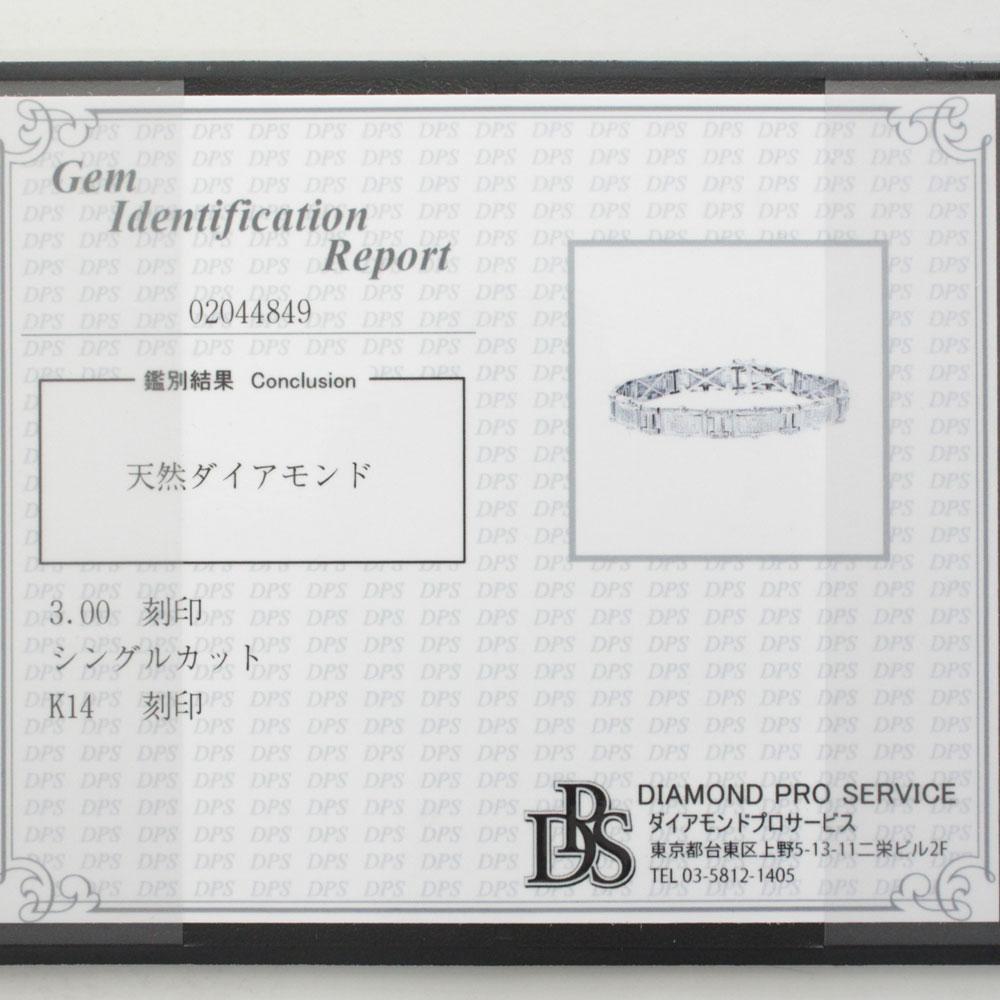 Gem
Identification
Report
02044849
鑑別結果 Conclusion
天然ダイアモンド
3.00 刻印
シングルカット
K14 刻印
DPS
DIAMOND PRO SERVICE
ダイアモンドプロサービス
東京都台東区上野5-13-11二栄ビル2F
TEL 03-5812-1405